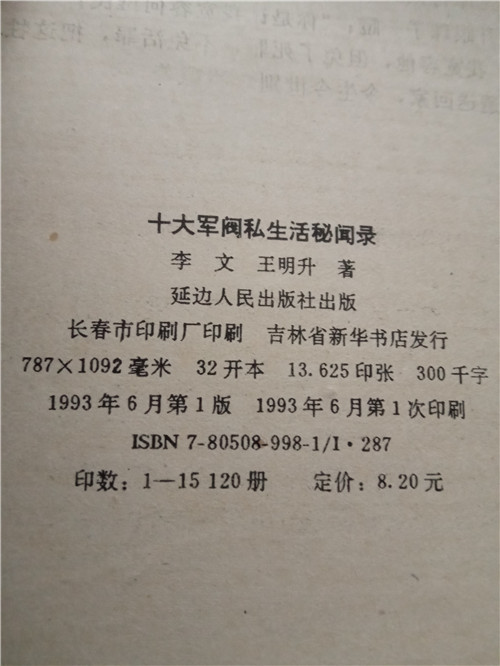 十大军阀私生活秘闻录
李 文 王明升 著
延边人民出版社出版
长春市印刷厂印刷 吉林省新华书店发行
787×1092毫米 32开本 13.625印张 300千字
1993年6月第1版 1993年6月第1次印刷
ISBN 7-80508-998-1/I·287
印数：1—15 120册 定价：8.20元